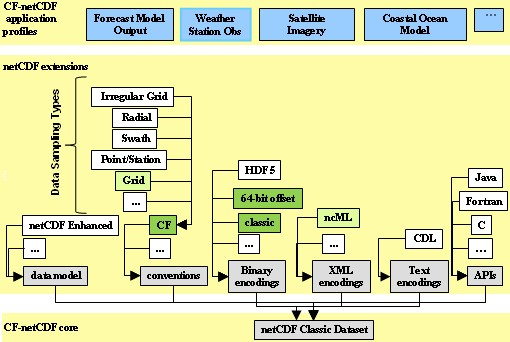 CF-netCDF
application
profiles
Forecast Model
Output
Weather
Station Obs
Satellite
Imagery
Coastal Ocean
Model
...
netCDF extensions
Data Sampling Types
Irregular Grid
Radial
Swath
Point/Station
Grid
...
netCDF Enhanced
...
data model
CF
...
conventions
HDF5
64-bit offset
classic
...
Binary
encodings
ncML
...
XML
encodings
CDL
Text
encodings
Java
Fortran
C
...
APIs
CF-netCDF core
netCDF Classic Dataset